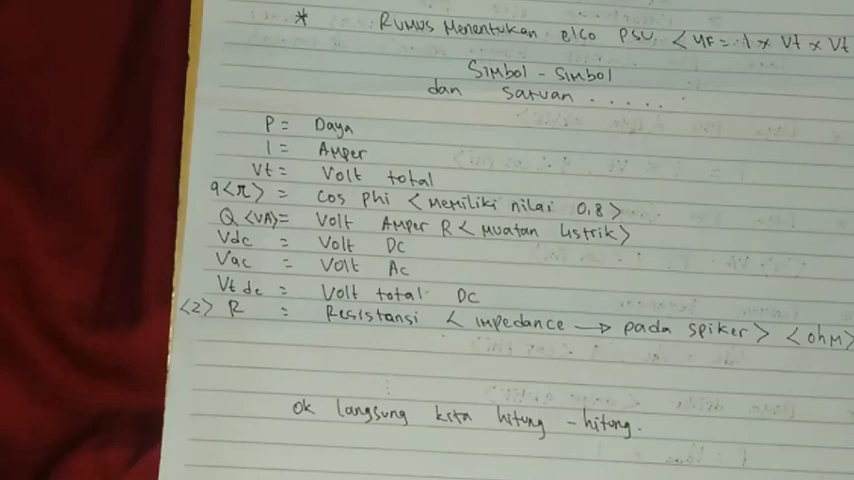 * Rumus Menentukan elco PSU <UF = 1 x Vt x Vt
Simbol - Simbol
dan Satuan . . . . .
P = Daya
I = Amper
Vt = Volt total
φ<π> = Cos phi <Memiliki nilai 0,8>
Q <VA> = Volt Amper R <Muatan Listrik>
Vdc = Volt DC
Vac = Volt Ac
Vt dc = Volt total DC
<Z> R = Resistansi <impedance → pada spiker> <ohM>
ok langsung kita hitung - hitung.